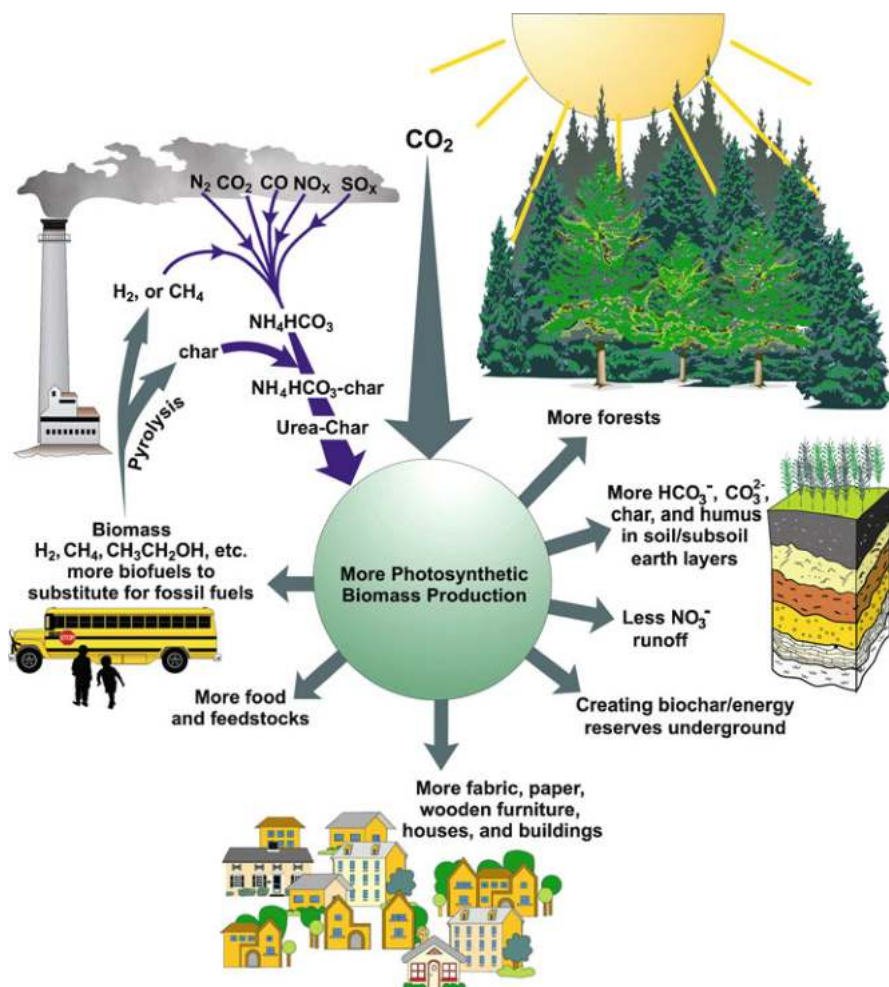 CO₂
N₂ CO₂ CO NOₓ SOₓ
H₂, or CH₄
NH₄HCO₃
char
NH₄HCO₃-char
Urea-Char
Pyrolysis
More forests
More HCO₃⁻, CO₃²⁻,
char, and humus
in soil/subsoil
earth layers
Biomass
H₂, CH₄, CH₃CH₂OH, etc.
more biofuels to
substitute for fossil fuels
More Photosynthetic
Biomass Production
Less NO₃⁻
runoff
STOP
More food
and feedstocks
Creating biochar/energy
reserves underground
More fabric, paper,
wooden furniture,
houses, and buildings